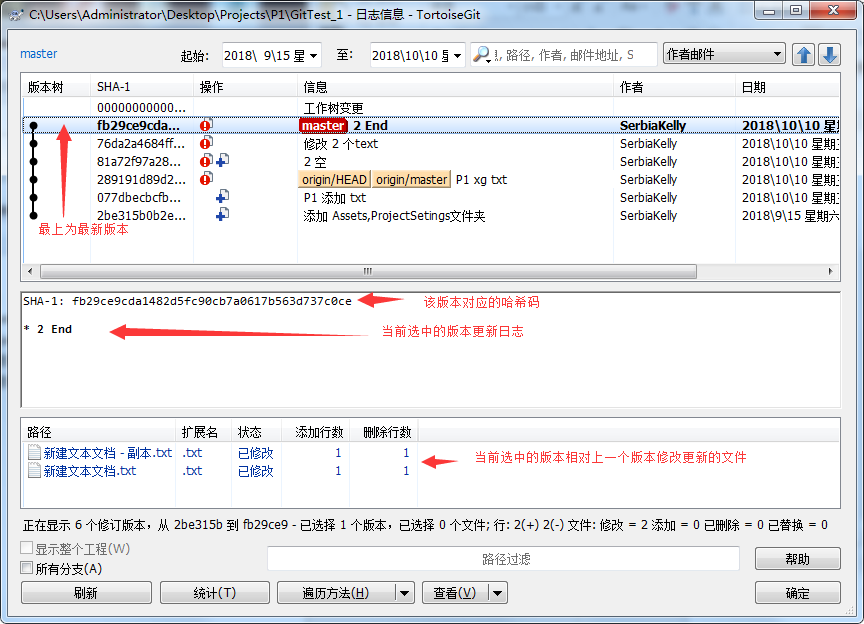 C:\Users\Administrator\Desktop\Projects\P1\GitTest_1 - 日志信息 - TortoiseGit
master 起始: 2018\ 9\15 星 至: 2018\10\10 星 路径, 作者, 邮件地址, S 作者邮件
版本树 SHA-1 操作 信息 作者 日期
00000000000... 工作树变更
fb29ce9cda... master 2 End SerbiaKelly 2018\10\10 星期
76da2a4684ff... 修改 2 个text SerbiaKelly 2018\10\10 星期
81a72f97a28... 2 空 SerbiaKelly 2018\10\10 星期
289191d89d2... origin/HEAD origin/master P1 xg txt SerbiaKelly 2018\10\10 星期
077dbecbcfb... P1 添加 txt SerbiaKelly 2018\10\10 星期
2be315b0b2e... 添加 Assets,ProjectSetings文件夹 SerbiaKelly 2018\9\15 星期六
最上为最新版本
SHA-1: fb29ce9cda1482d5fc90cb7a0617b563d737c0ce 该版本对应的哈希码
* 2 End 当前选中的版本更新日志
路径 扩展名 状态 添加行数 删除行数
新建文本文档 - 副本.txt .txt 已修改 1 1
新建文本文档.txt .txt 已修改 1 1
当前选中的版本相对上一个版本修改更新的文件
正在显示 6 个修订版本，从 2be315b 到 fb29ce9 - 已选择 1 个版本，已选择 0 个文件; 行: 2(+) 2(-) 文件: 修改 = 2 添加 = 0 已删除 = 0 已替换 = 0
显示整个工程(W) 路径过滤 帮助
所有分支(A)
刷新 统计(T) 遍历方法(H) 查看(V) 确定